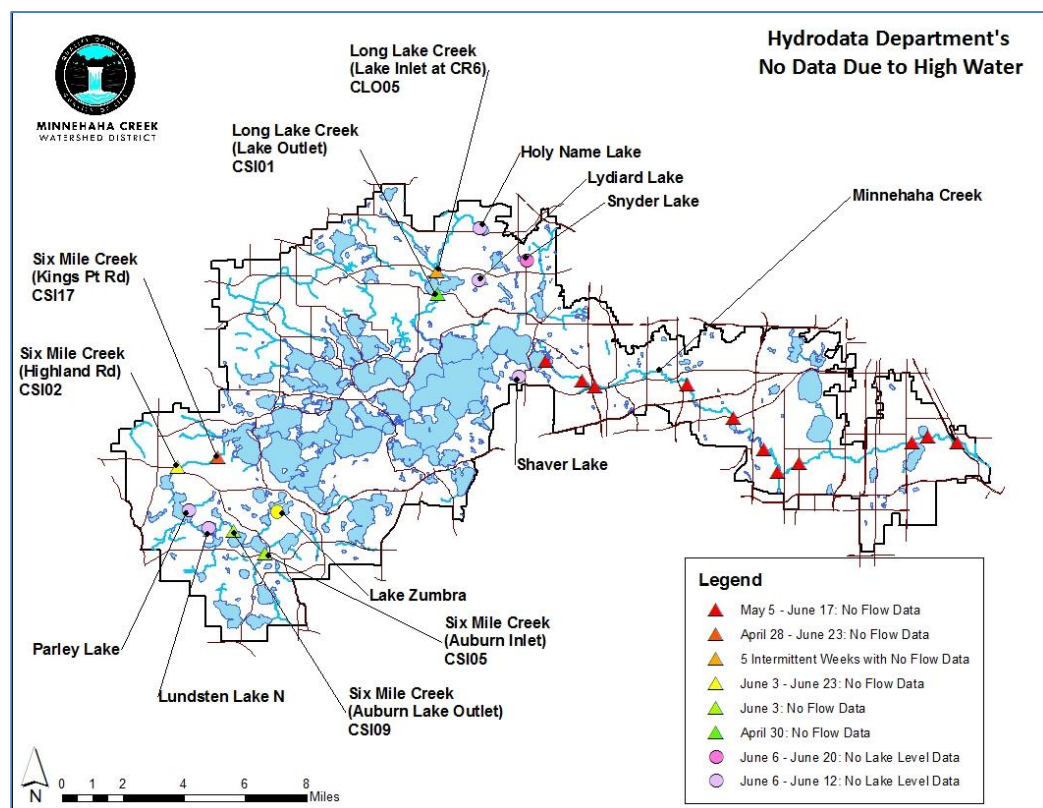 Hydrodata Department's
No Data Due to High Water
QUALITY OF WATER
QUALITY OF LIFE
MINNEHAHA CREEK
WATERSHED DISTRICT
Long Lake Creek
(Lake Inlet at CR6)
CLO05
Long Lake Creek
(Lake Outlet)
CSI01
Holy Name Lake
Lydiard Lake
Snyder Lake
Minnehaha Creek
Six Mile Creek
(Kings Pt Rd)
CSI17
Six Mile Creek
(Highland Rd)
CSI02
Shaver Lake
Lake Zumbra
Six Mile Creek
(Auburn Inlet)
CSI05
Parley Lake
Lundsten Lake N
Six Mile Creek
(Auburn Lake Outlet)
CSI09
Legend
May 5 - June 17: No Flow Data
April 28 - June 23: No Flow Data
5 Intermittent Weeks with No Flow Data
June 3 - June 23: No Flow Data
June 3: No Flow Data
April 30: No Flow Data
June 6 - June 20: No Lake Level Data
June 6 - June 12: No Lake Level Data
N
0 2 4 6 8
Miles